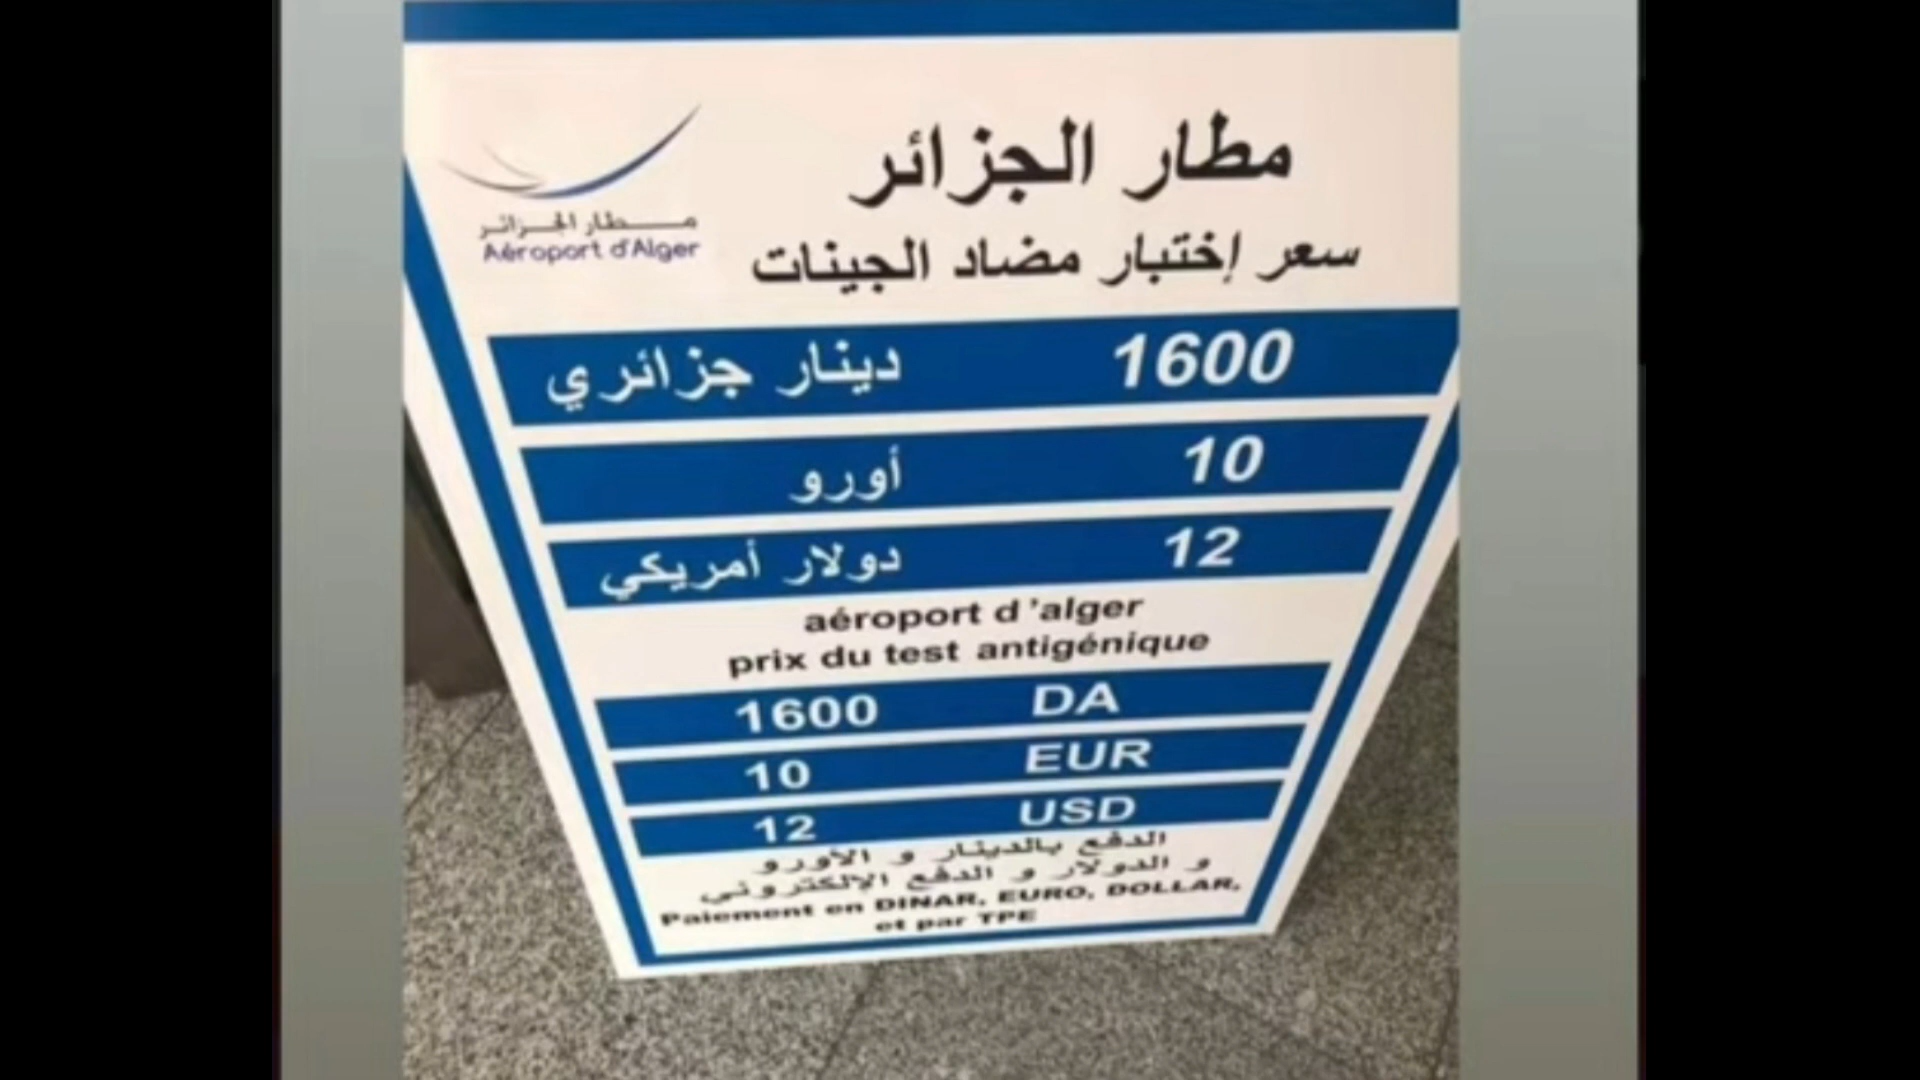 مطار الجزائر
Aéroport d'Alger
مطار الجزائر
سعر إختبار مضاد الجينات
1600 دينار جزائري
10 أورو
12 دولار أمريكي
aéroport d 'alger
prix du test antigénique
1600 DA
10 EUR
12 USD
الدفع بالدينار و الأورو
و الدولار و الدفع الإلكتروني
Paiement en DINAR, EURO, DOLLAR,
et par TPE